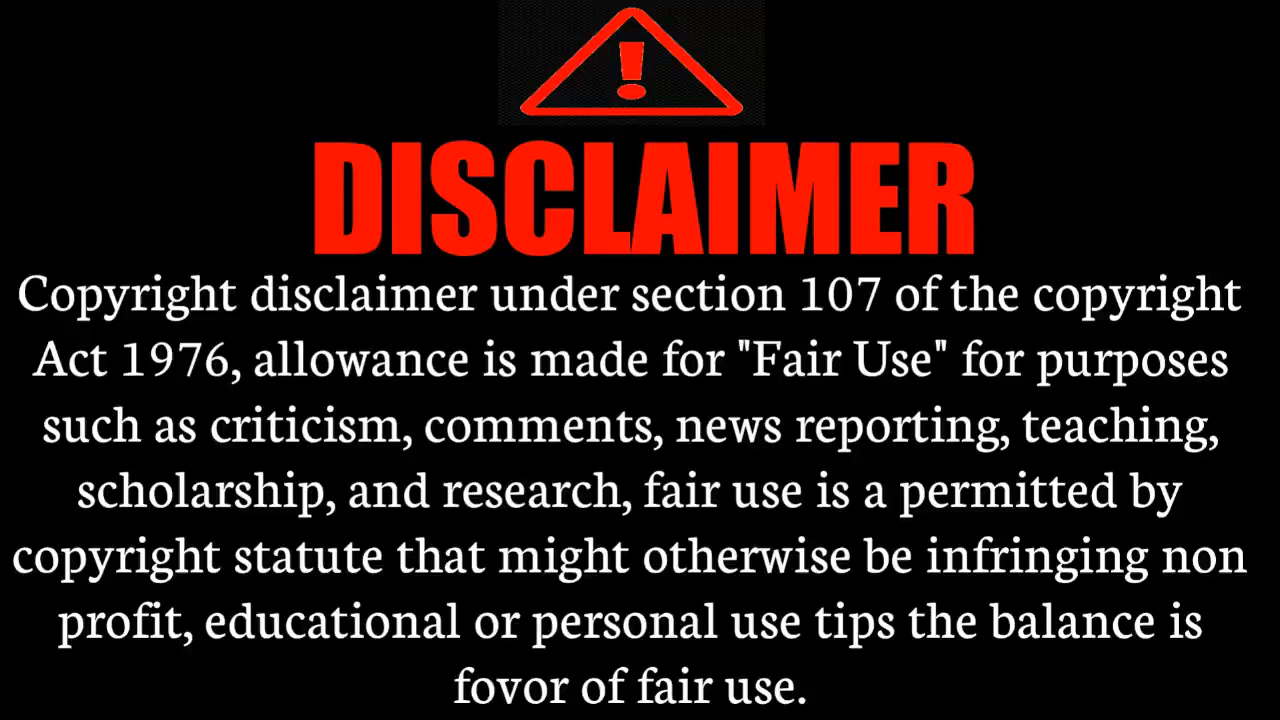 DISCLAIMER
Copyright disclaimer under section 107 of the copyright
Act 1976, allowance is made for "Fair Use" for purposes
such as criticism, comments, news reporting, teaching,
scholarship, and research, fair use is a permitted by
copyright statute that might otherwise be infringing non
profit, educational or personal use tips the balance is
fovor of fair use.